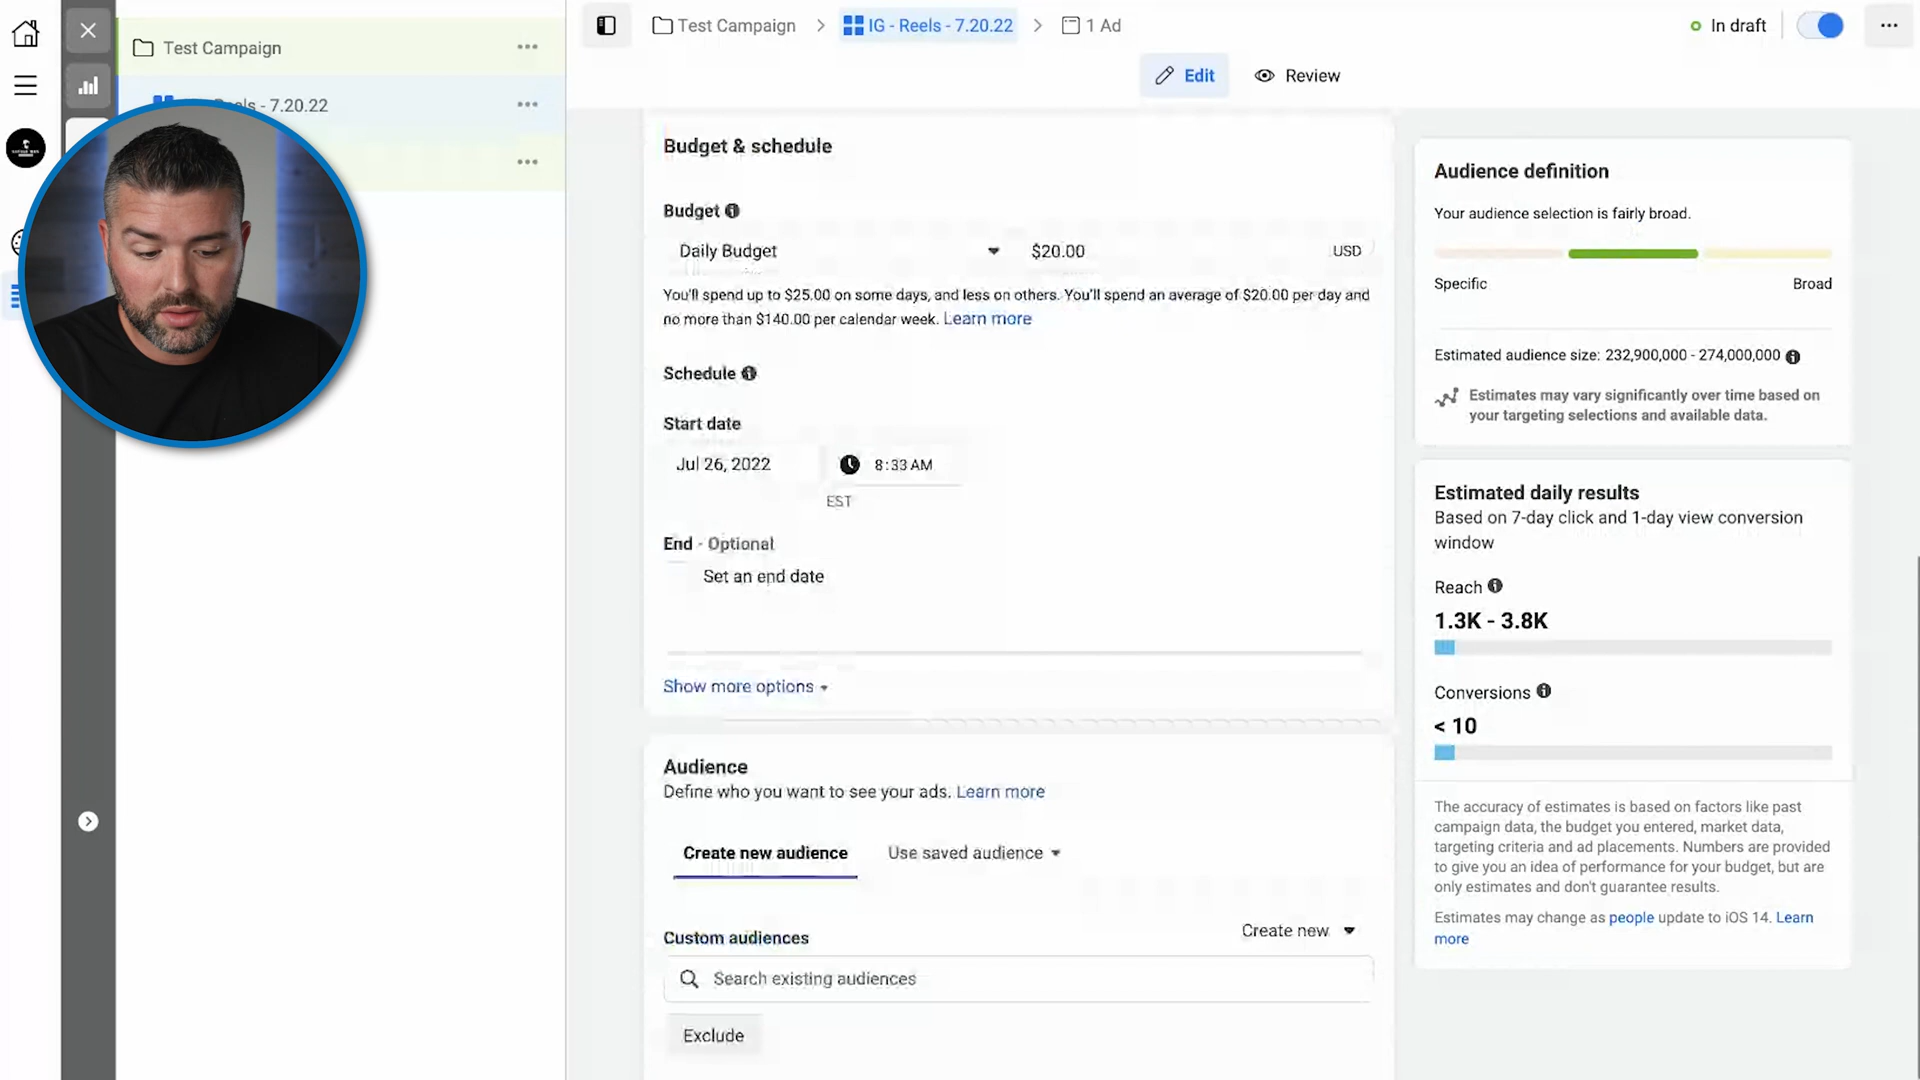 Test Campaign
Reels - 7.20.22
Test Campaign
IG - Reels - 7.20.22
1 Ad
In draft
Edit
Review
Budget & schedule
Budget
Daily Budget
$20.00
USD
You'll spend up to $25.00 on some days, and less on others. You'll spend an average of $20.00 per day and
no more than $140.00 per calendar week. Learn more
Schedule
Start date
Jul 26, 2022
8:33 AM
EST
End - Optional
Set an end date
Show more options
Audience
Define who you want to see your ads. Learn more
Create new audience
Use saved audience
Custom audiences
Create new
Search existing audiences
Exclude
Audience definition
Your audience selection is fairly broad.
Specific
Broad
Estimated audience size: 232,900,000 - 274,000,000
Estimates may vary significantly over time based on
your targeting selections and available data.
Estimated daily results
Based on 7-day click and 1-day view conversion
window
Reach
1.3K - 3.8K
Conversions
< 10
The accuracy of estimates is based on factors like past
campaign data, the budget you entered, market data,
targeting criteria and ad placements. Numbers are provided
to give you an idea of performance for your budget, but are
only estimates and don't guarantee results.
Estimates may change as people update to iOS 14. Learn
more